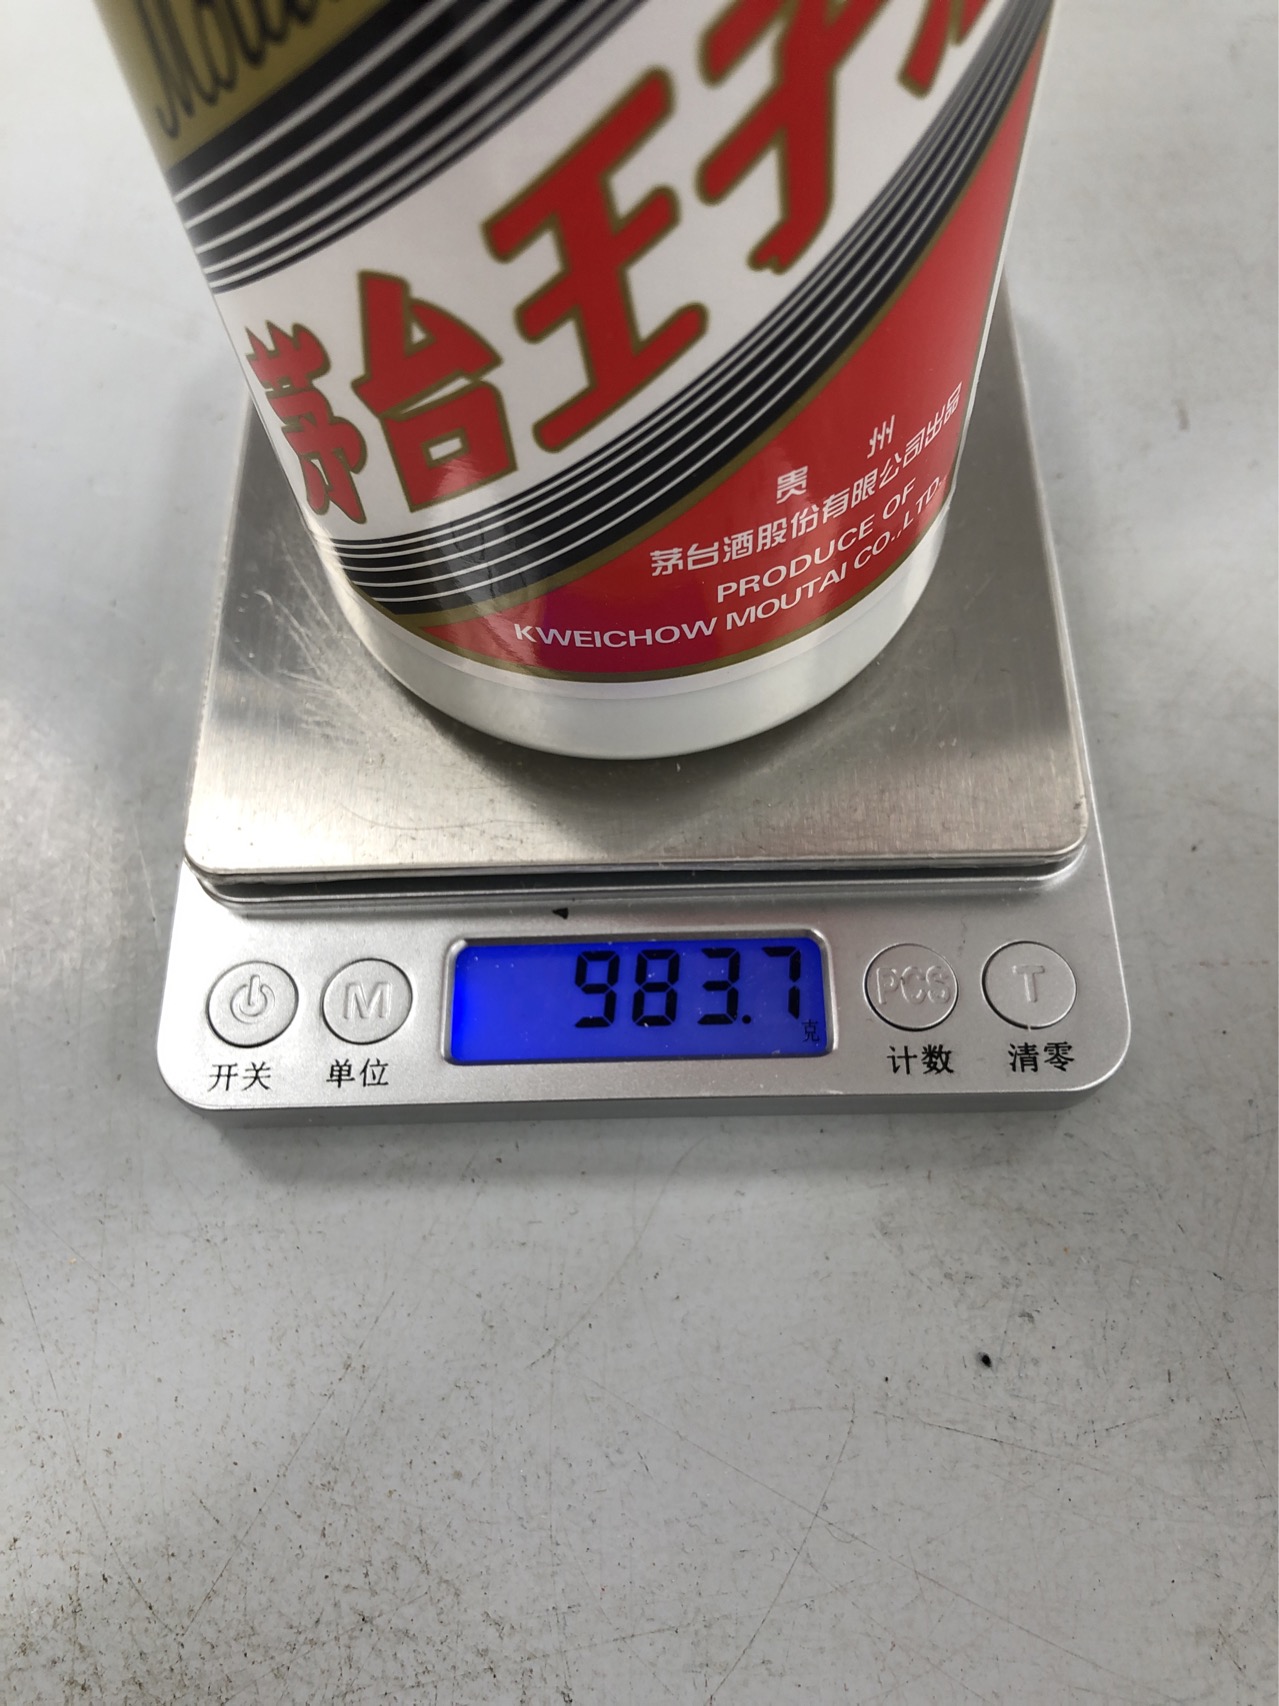 茅台王子
贵 州
茅台酒股份有限公司出品
PRODUCE OF
KWEICHOW MOUTAI CO.,LTD.
983.7
克
M
PCS
T
开关
单位
计数
清零